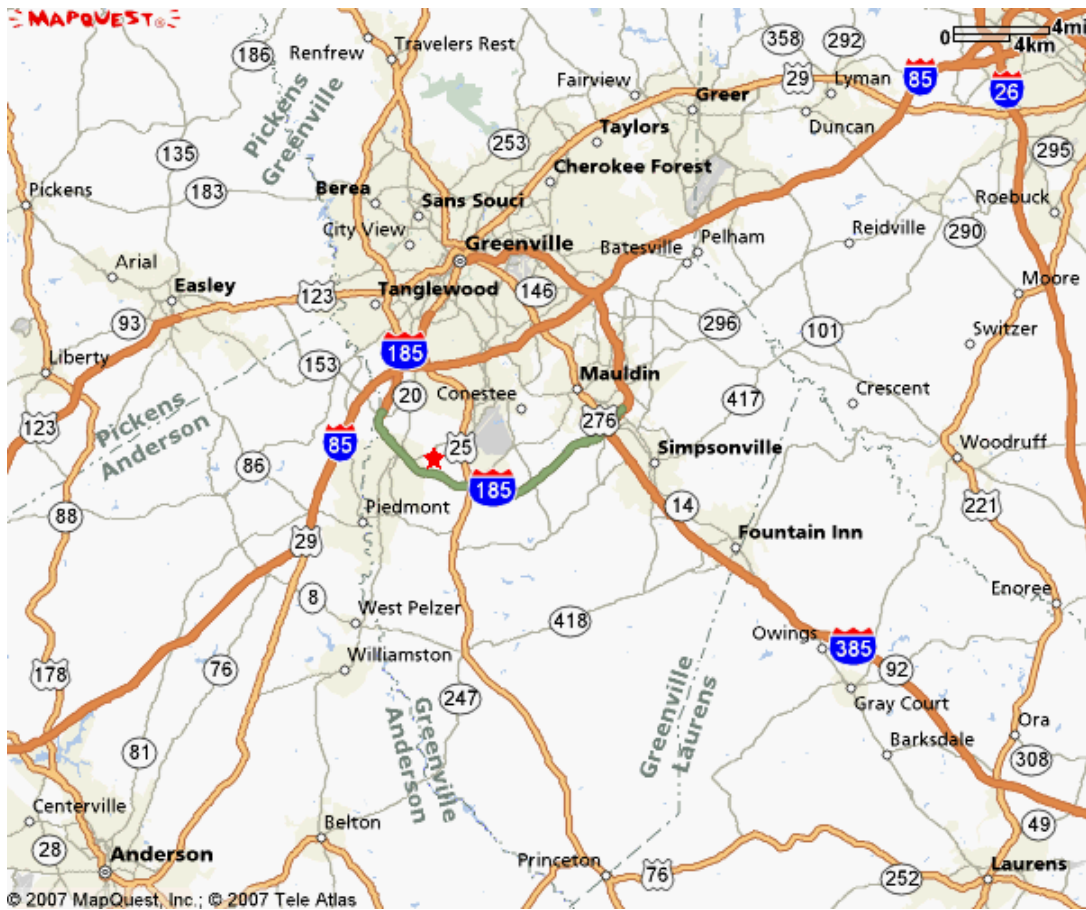 MAPQUEST®
Renfrew
Travelers Rest
186
358
292
0
4mi
4km
29
Lyman
85
26
Fairview
Greer
Duncan
Pickens
Greenville
Taylors
135
253
295
183
Pickens
Berea
Cherokee Forest
Sans Souci
Roebuck
City View
Greenville
Batesville
Pelham
Reidville
290
Arial
Easley
123
Tanglewood
146
Moore
93
296
101
Switzer
Liberty
153
185
Mauldin
20
Conestee
417
Crescent
123
Pickens
Anderson
85
25
276
Simpsonville
Woodruff
86
185
221
88
Piedmont
14
29
Fountain Inn
8
West Pelzer
418
Enoree
Owings
385
178
76
Williamston
92
247
Gray Court
Greenville
Anderson
Greenville
Laurens
Ora
81
Barksdale
308
Centerville
Belton
49
28
Anderson
Princeton
76
252
Laurens
© 2007 MapQuest, Inc.; © 2007 Tele Atlas